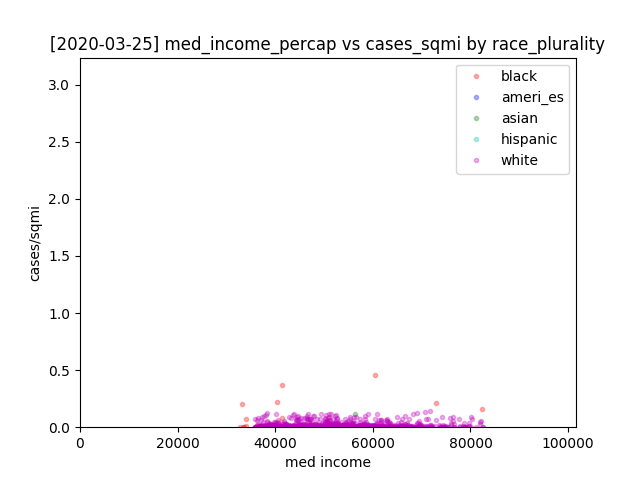 [2020-03-25] med_income_percap vs cases_sqmi by race_plurality
black
ameri_es
asian
hispanic
white
cases/sqmi
3.0
2.5
2.0
1.5
1.0
0.5
0.0
0 20000 40000 60000 80000 100000
med income